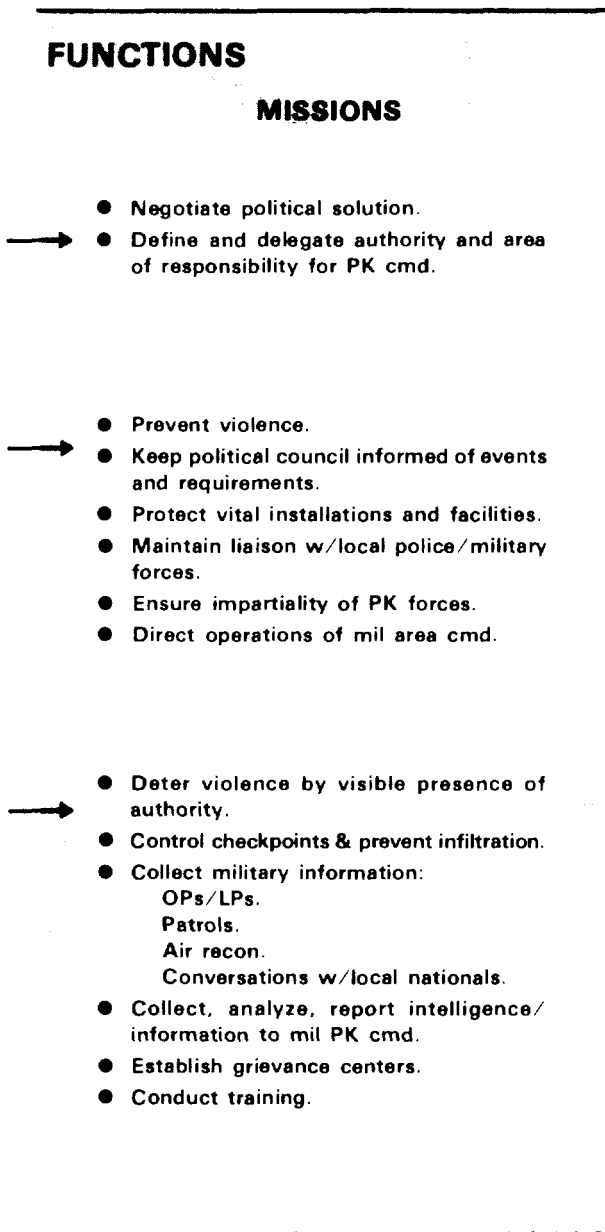 FUNCTIONS
MISSIONS
● Negotiate political solution.
● Define and delegate authority and area
of responsibility for PK cmd.
● Prevent violence.
● Keep political council informed of events
and requirements.
● Protect vital installations and facilities.
● Maintain liaison w/local police/military
forces.
● Ensure impartiality of PK forces.
● Direct operations of mil area cmd.
● Deter violence by visible presence of
authority.
● Control checkpoints & prevent infiltration.
● Collect military information:
OPs/LPs.
Patrols.
Air recon.
Conversations w/local nationals.
● Collect, analyze, report intelligence/
information to mil PK cmd.
● Establish grievance centers.
● Conduct training.